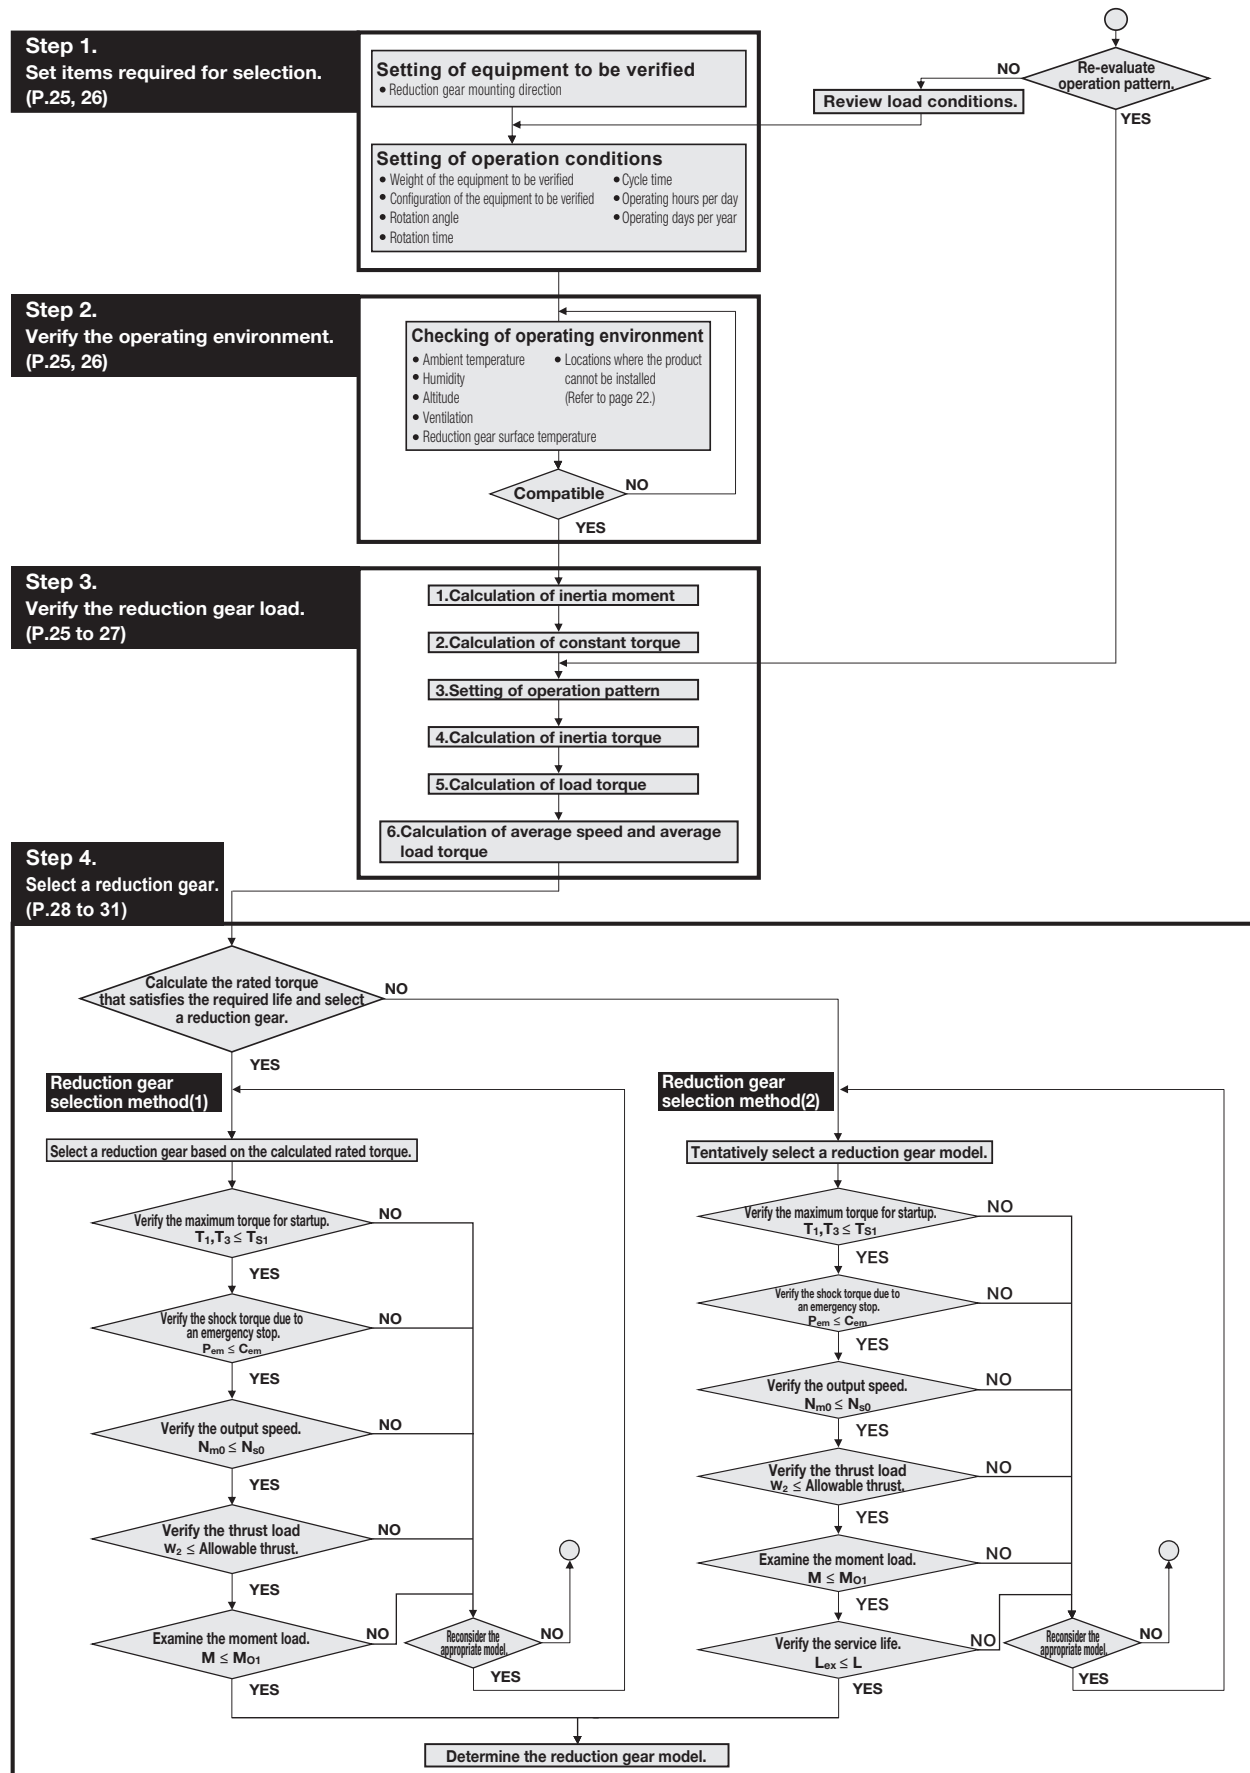 Step 1.
Set items required for selection.
(P.25, 26)
Setting of equipment to be verified
• Reduction gear mounting direction
Re-evaluate
operation pattern.
NO
YES
Review load conditions.
Setting of operation conditions
• Weight of the equipment to be verified
• Configuration of the equipment to be verified
• Rotation angle
• Rotation time
• Cycle time
• Operating hours per day
• Operating days per year
Step 2.
Verify the operating environment.
(P.25, 26)
Checking of operating environment
• Ambient temperature
• Humidity
• Altitude
• Ventilation
• Reduction gear surface temperature
• Locations where the product
cannot be installed
(Refer to page 22.)
Compatible
NO
YES
Step 3.
Verify the reduction gear load.
(P.25 to 27)
1.Calculation of inertia moment
2.Calculation of constant torque
3.Setting of operation pattern
4.Calculation of inertia torque
5.Calculation of load torque
6.Calculation of average speed and average
load torque
Step 4.
Select a reduction gear.
(P.28 to 31)
Calculate the rated torque
that satisfies the required life and select
a reduction gear.
NO
YES
Reduction gear
selection method(1)
Select a reduction gear based on the calculated rated torque.
Verify the maximum torque for startup.
T1,T3 ≤ TS1
NO
YES
Verify the shock torque due to
an emergency stop.
Pem ≤ Cem
NO
YES
Verify the output speed.
Nm0 ≤ Ns0
NO
YES
Verify the thrust load
W2 ≤ Allowable thrust.
NO
YES
Examine the moment load.
M ≤ MO1
NO
YES
Reconsider the
appropriate model.
NO
YES
Reduction gear
selection method(2)
Tentatively select a reduction gear model.
Verify the maximum torque for startup.
T1,T3 ≤ TS1
NO
YES
Verify the shock torque due to
an emergency stop.
Pem ≤ Cem
NO
YES
Verify the output speed.
Nm0 ≤ Ns0
NO
YES
Verify the thrust load
W2 ≤ Allowable thrust.
NO
YES
Examine the moment load.
M ≤ MO1
NO
YES
Verify the service life.
Lex ≤ L
NO
YES
Reconsider the
appropriate model.
NO
YES
Determine the reduction gear model.